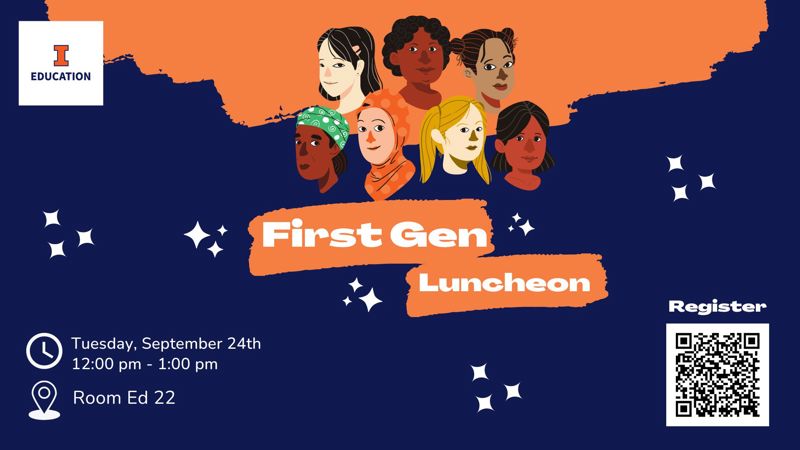 I
EDUCATION
First Gen
Luncheon
Register
Tuesday, September 24th
12:00 pm - 1:00 pm
Room Ed 22